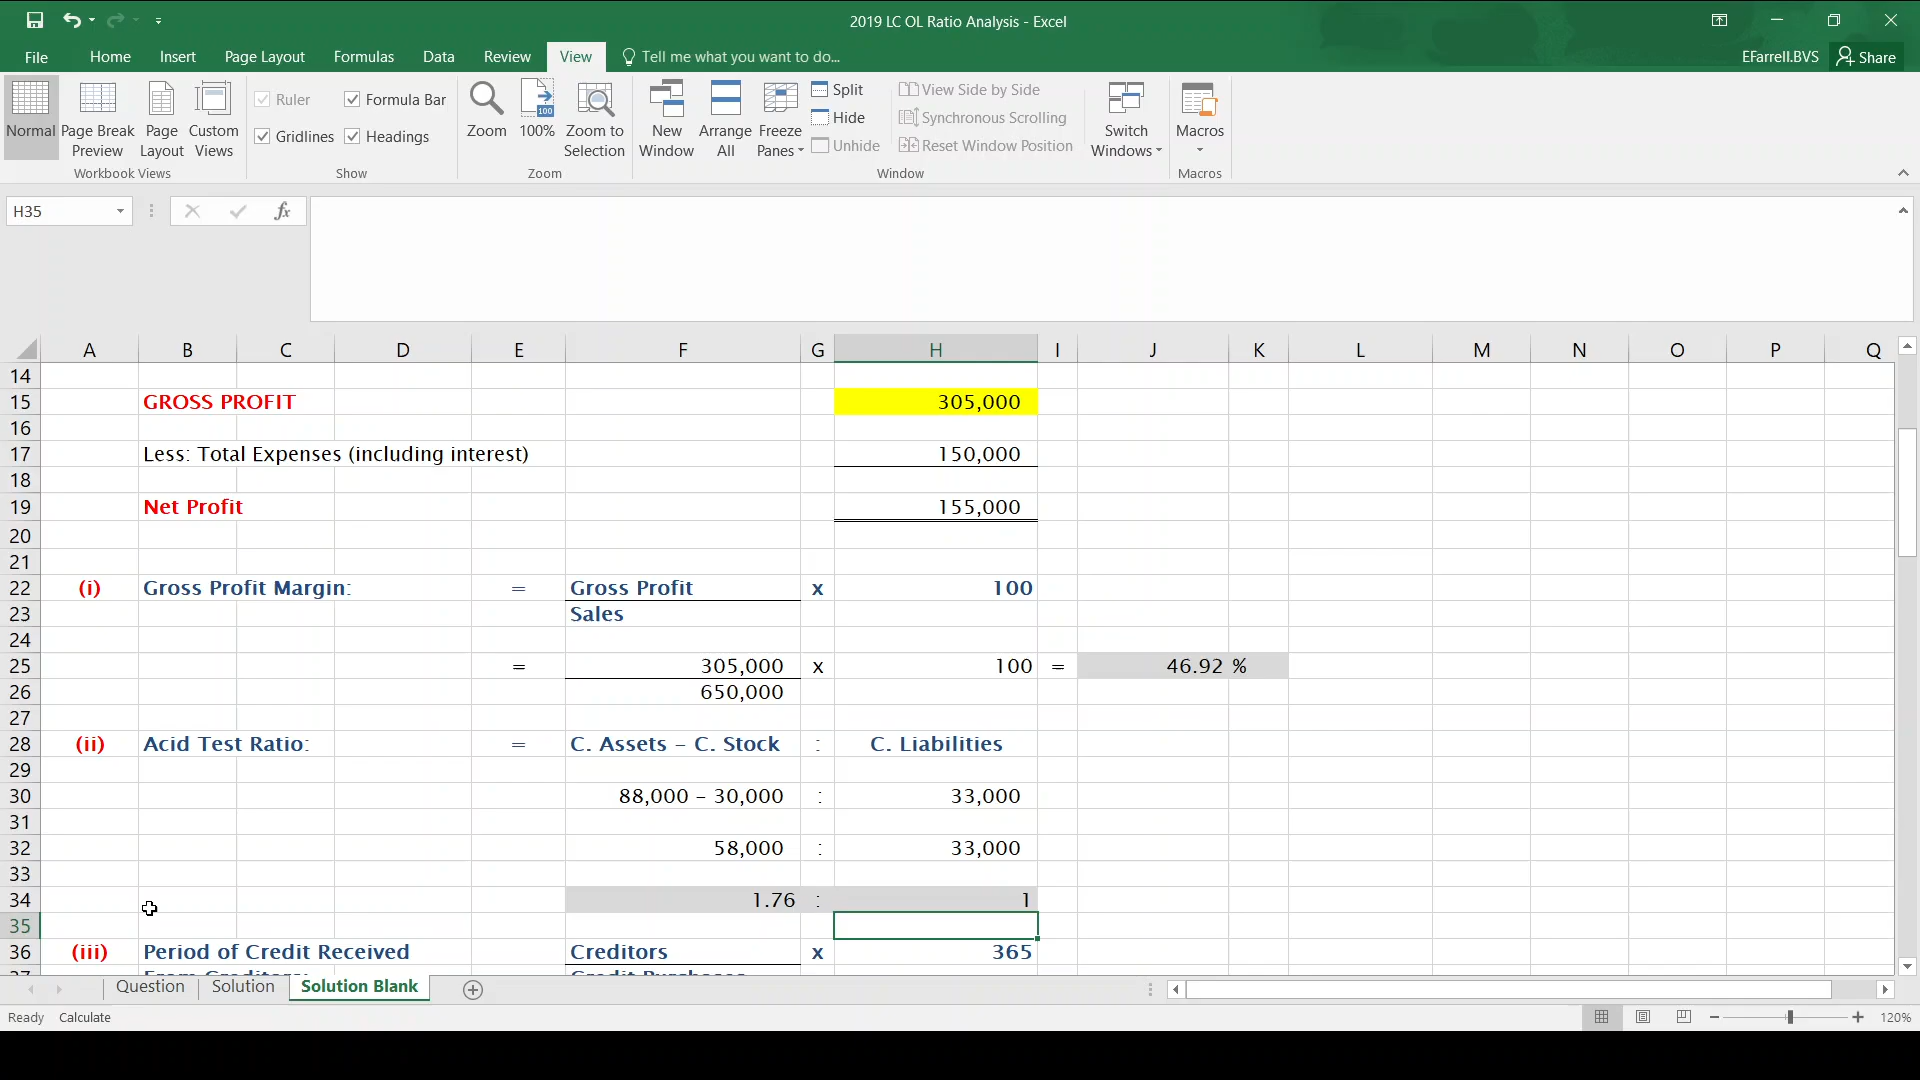 2019 LC OL Ratio Analysis - Excel
File Home Insert Page Layout Formulas Data Review View Tell me what you want to do... EFarrell.BVS Share
Normal Page Break Preview Page Layout Custom Views
Workbook Views
Ruler Formula Bar
Gridlines Headings
Show
Zoom 100% Zoom to Selection
Zoom
New Window Arrange All Freeze Panes
Split
Hide
Unhide
View Side by Side
Synchronous Scrolling
Reset Window Position
Window
Switch Windows
Macros
Macros
H35 fx
A B C D E F G H I J K L M N O P Q
14
15 GROSS PROFIT 305,000
16
17 Less: Total Expenses (including interest) 150,000
18
19 Net Profit 155,000
20
21
22 (i) Gross Profit Margin: = Gross Profit x 100
23 Sales
24
25 = 305,000 x 100 = 46.92 %
26 650,000
27
28 (ii) Acid Test Ratio: = C. Assets - C. Stock : C. Liabilities
29
30 88,000 - 30,000 : 33,000
31
32 58,000 : 33,000
33
34 1.76 : 1
35
36 (iii) Period of Credit Received Creditors x 365
37 From Creditors: Credit Purchases
Question Solution Solution Blank
Ready Calculate 120%